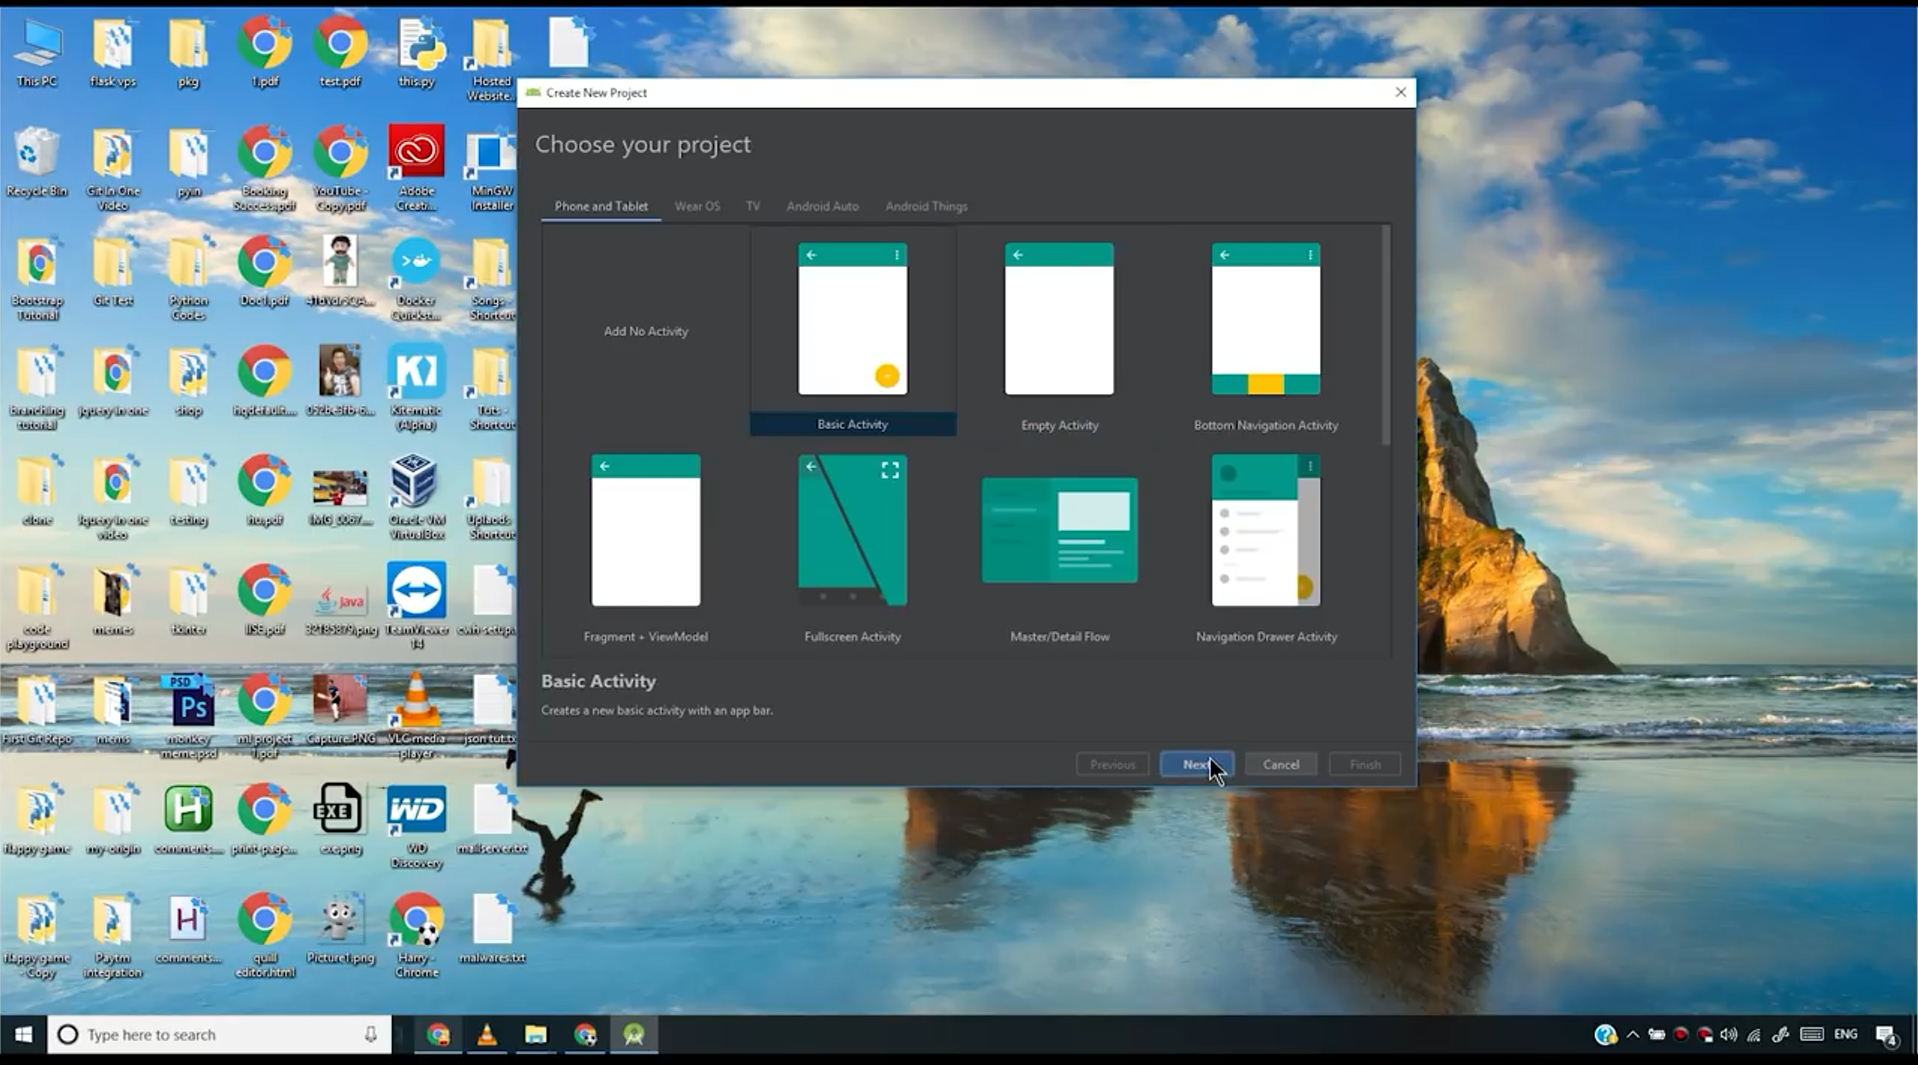 Create New Project
Choose your project
Phone and Tablet
Wear OS
TV
Android Auto
Android Things
Add No Activity
Basic Activity
Empty Activity
Bottom Navigation Activity
Fragment + ViewModel
Fullscreen Activity
Master/Detail Flow
Navigation Drawer Activity
Basic Activity
Creates a new basic activity with an app bar.
Previous
Next
Cancel
Finish
This PC
flask vps
pkg
1.pdf
test.pdf
this.py
Hosted
Website...
Recycle Bin
Git In One
Video
pyin
Booking
Success.pdf
YouTube -
Copy.pdf
Adobe
Creati...
MinGW
Installer
Bootstrap
Tutorial
Git Test
Python
Codes
Doc1.pdf
Docker
Quickst...
Songs -
Shortcut
branching
tutorial
jquery in one
shop
hqdefault....
Kitematic
(Alpha)
Tuts -
Shortcut
clone
jquery in one
video
testing
hu.pdf
IMG_0067....
Oracle VM
VirtualBox
Uplaods
Shortcut
code
playground
memes
tkinter
IISE.pdf
Java
32185879.png
TeamViewer
14
cwh-setup...
First Git Repo
mems
PSD
Ps
monkey
meme.psd
ml project
1.pdf
Capture.PNG
VLC media
player
json tut.tx
flappy game
my-origin
H
comments....
print-page...
EXE
exe.png
WD
WD
Discovery
mailserver.txt
flappy game
- Copy
Paytm
integration
H
comments...
quill
editor.html
Picture1.png
Harry -
Chrome
malwares.txt
Type here to search
ENG
4